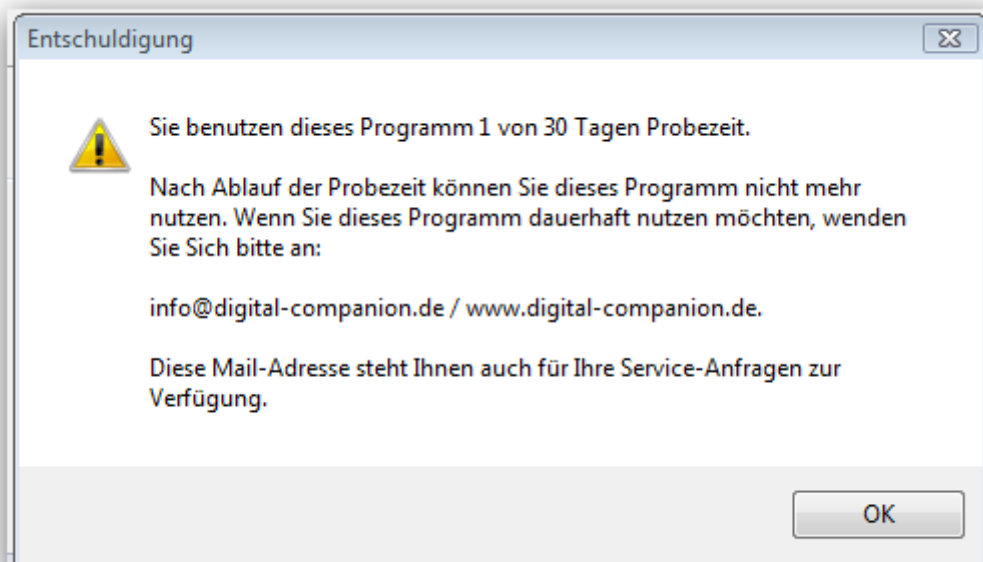 Entschuldigung
Sie benutzen dieses Programm 1 von 30 Tagen Probezeit.
Nach Ablauf der Probezeit können Sie dieses Programm nicht mehr
nutzen. Wenn Sie dieses Programm dauerhaft nutzen möchten, wenden
Sie Sich bitte an:
info@digital-companion.de / www.digital-companion.de.
Diese Mail-Adresse steht Ihnen auch für Ihre Service-Anfragen zur
Verfügung.
OK